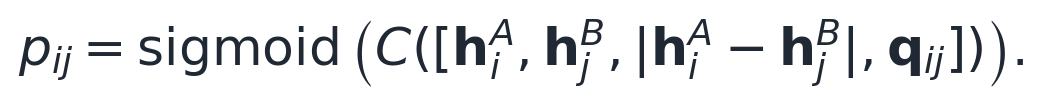 p_{ij} = sigmoid(C([h_i^A, h_j^B, |h_i^A − h_j^B|, q_{ij}])).